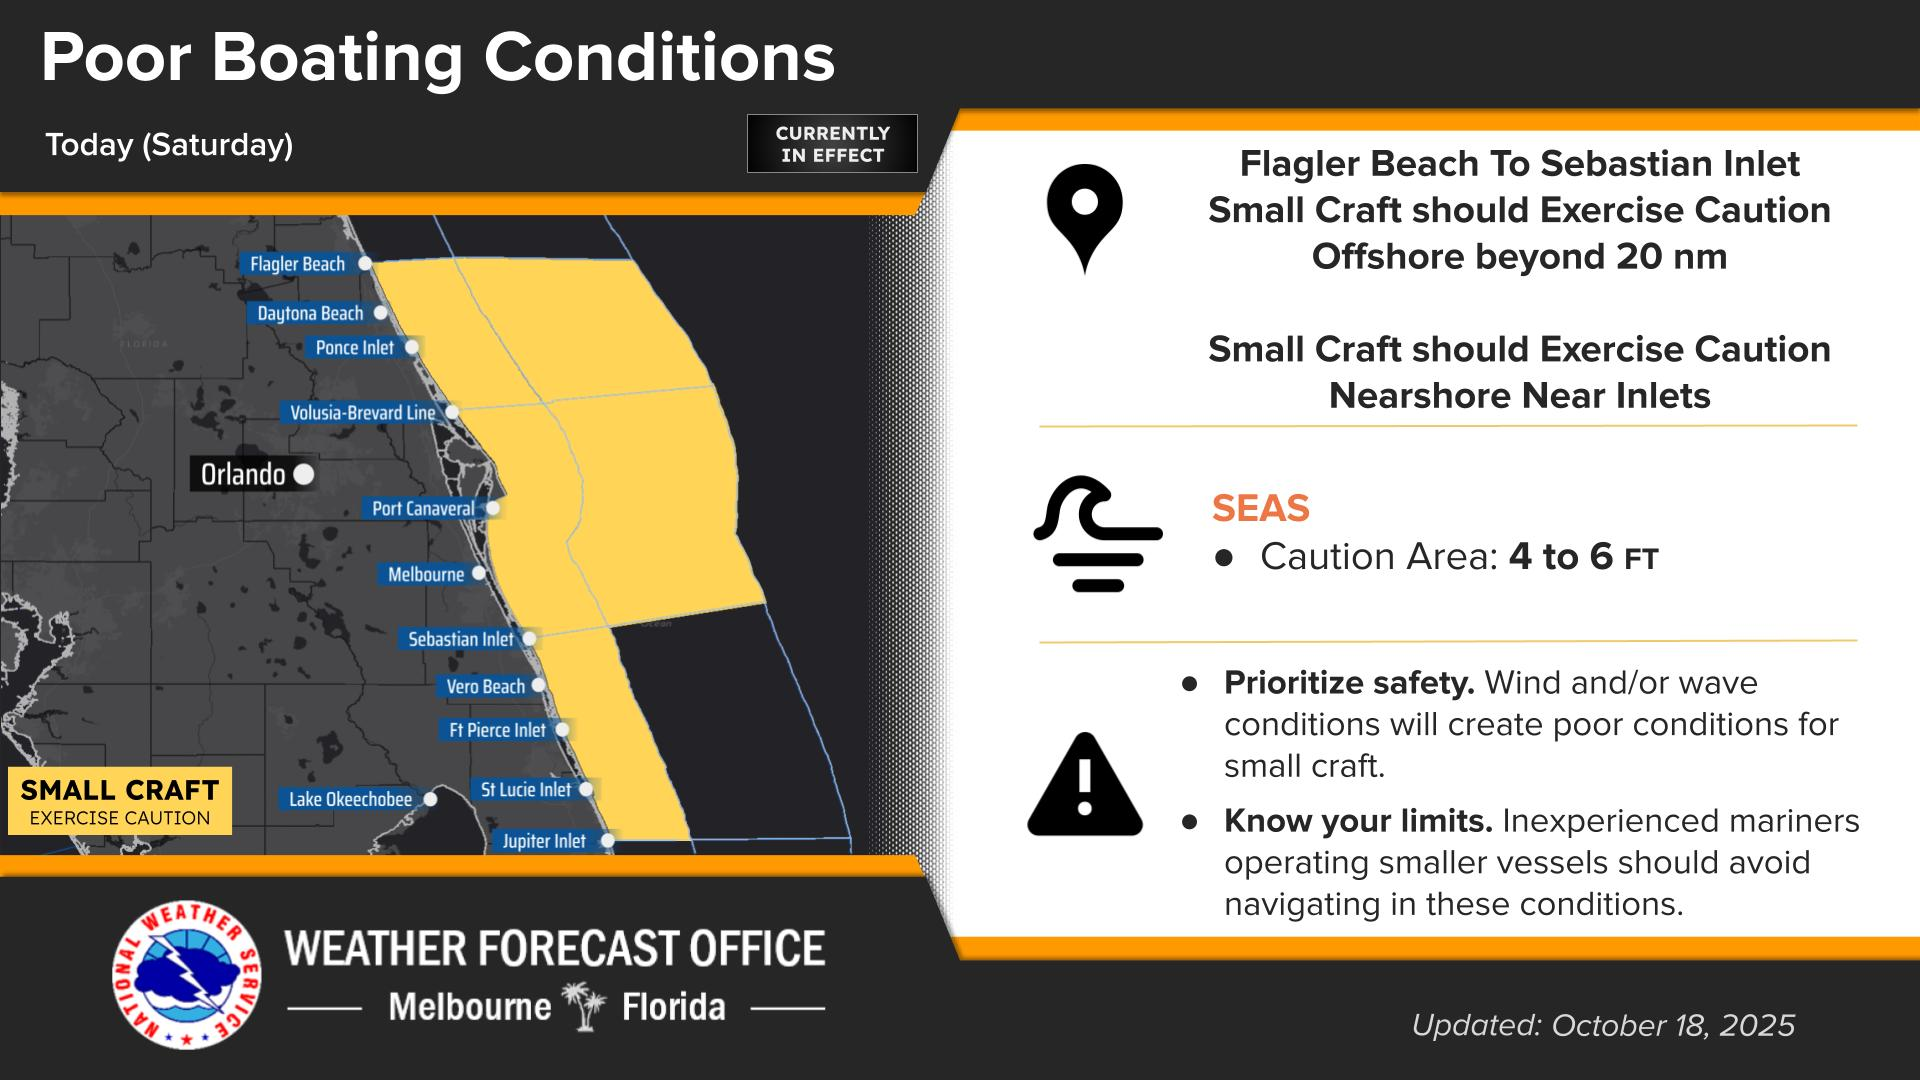 Poor Boating Conditions
Today (Saturday)
CURRENTLY
IN EFFECT
Flagler Beach
Daytona Beach
FLORIDA
Ponce Inlet
Volusia-Brevard Line
Orlando
Port Canaveral
Melbourne
Ocean
Sebastian Inlet
Vero Beach
Ft Pierce Inlet
St Lucie Inlet
Lake Okeechobee
Jupiter Inlet
SMALL CRAFT
EXERCISE CAUTION
Flagler Beach To Sebastian Inlet
Small Craft should Exercise Caution
Offshore beyond 20 nm
Small Craft should Exercise Caution
Nearshore Near Inlets
SEAS
● Caution Area: 4 to 6 FT
● Prioritize safety. Wind and/or wave
conditions will create poor conditions for
small craft.
● Know your limits. Inexperienced mariners
operating smaller vessels should avoid
navigating in these conditions.
NATIONAL WEATHER SERVICE
WEATHER FORECAST OFFICE
Melbourne Florida
Updated: October 18, 2025